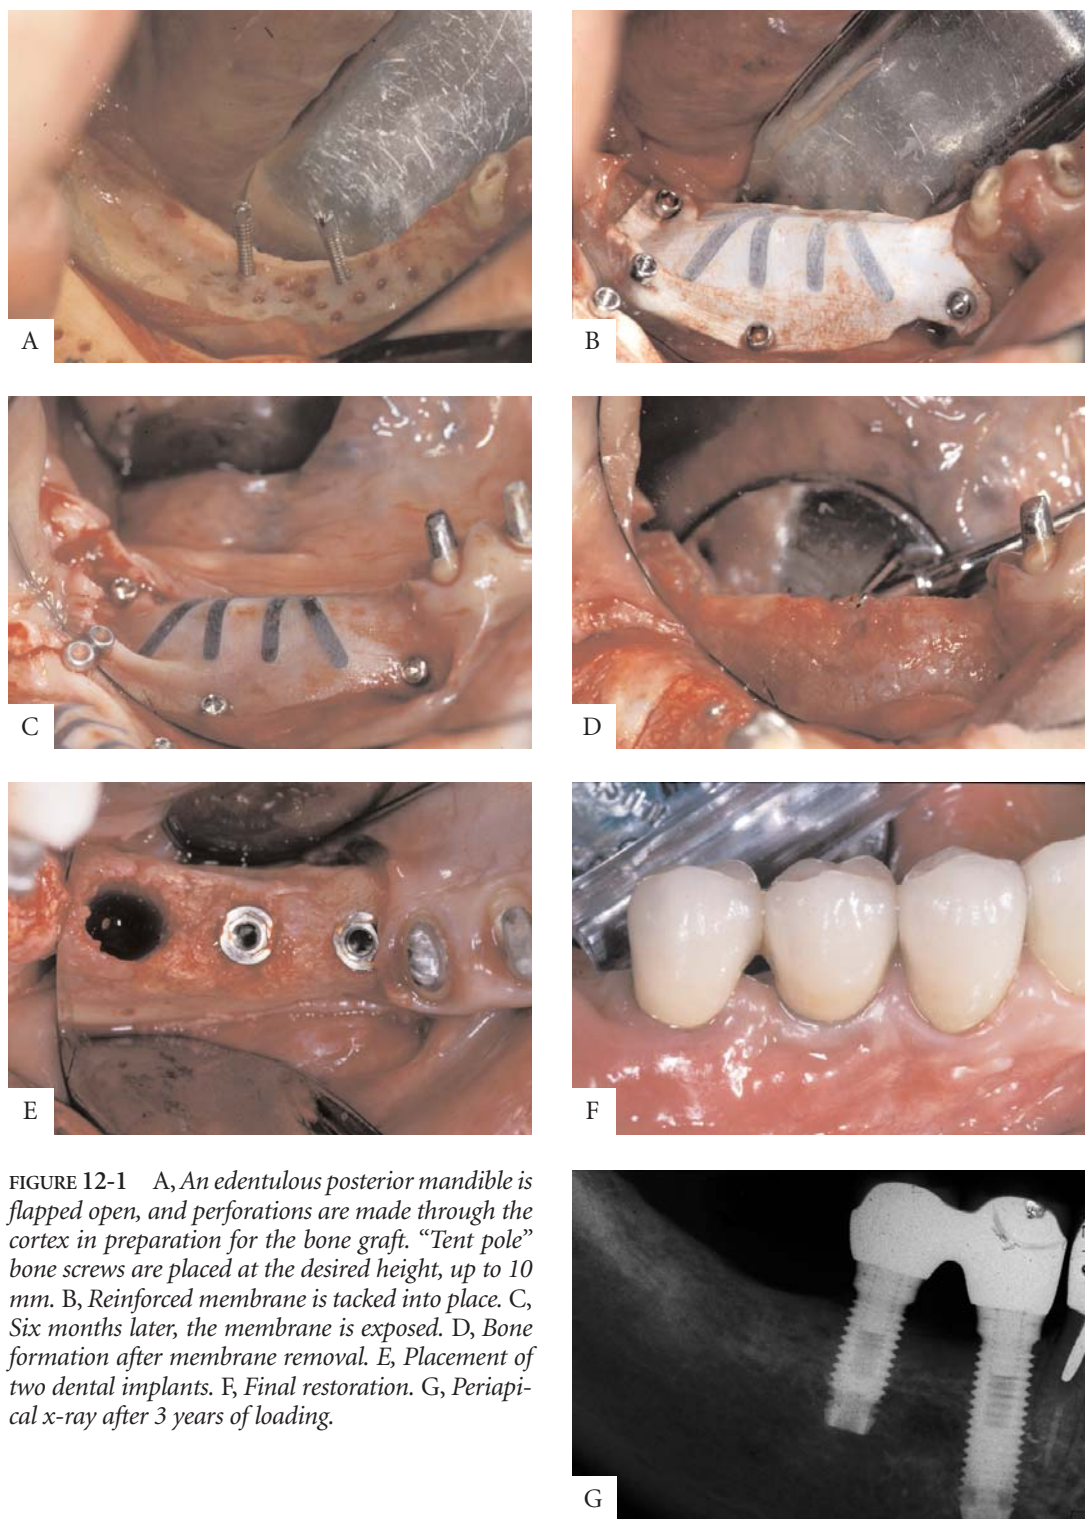 A
B
C
D
E
F
FIGURE 12-1 A, An edentulous posterior mandible is
flapped open, and perforations are made through the
cortex in preparation for the bone graft. “Tent pole”
bone screws are placed at the desired height, up to 10
mm. B, Reinforced membrane is tacked into place. C,
Six months later, the membrane is exposed. D, Bone
formation after membrane removal. E, Placement of
two dental implants. F, Final restoration. G, Periapi-
cal x-ray after 3 years of loading.
G